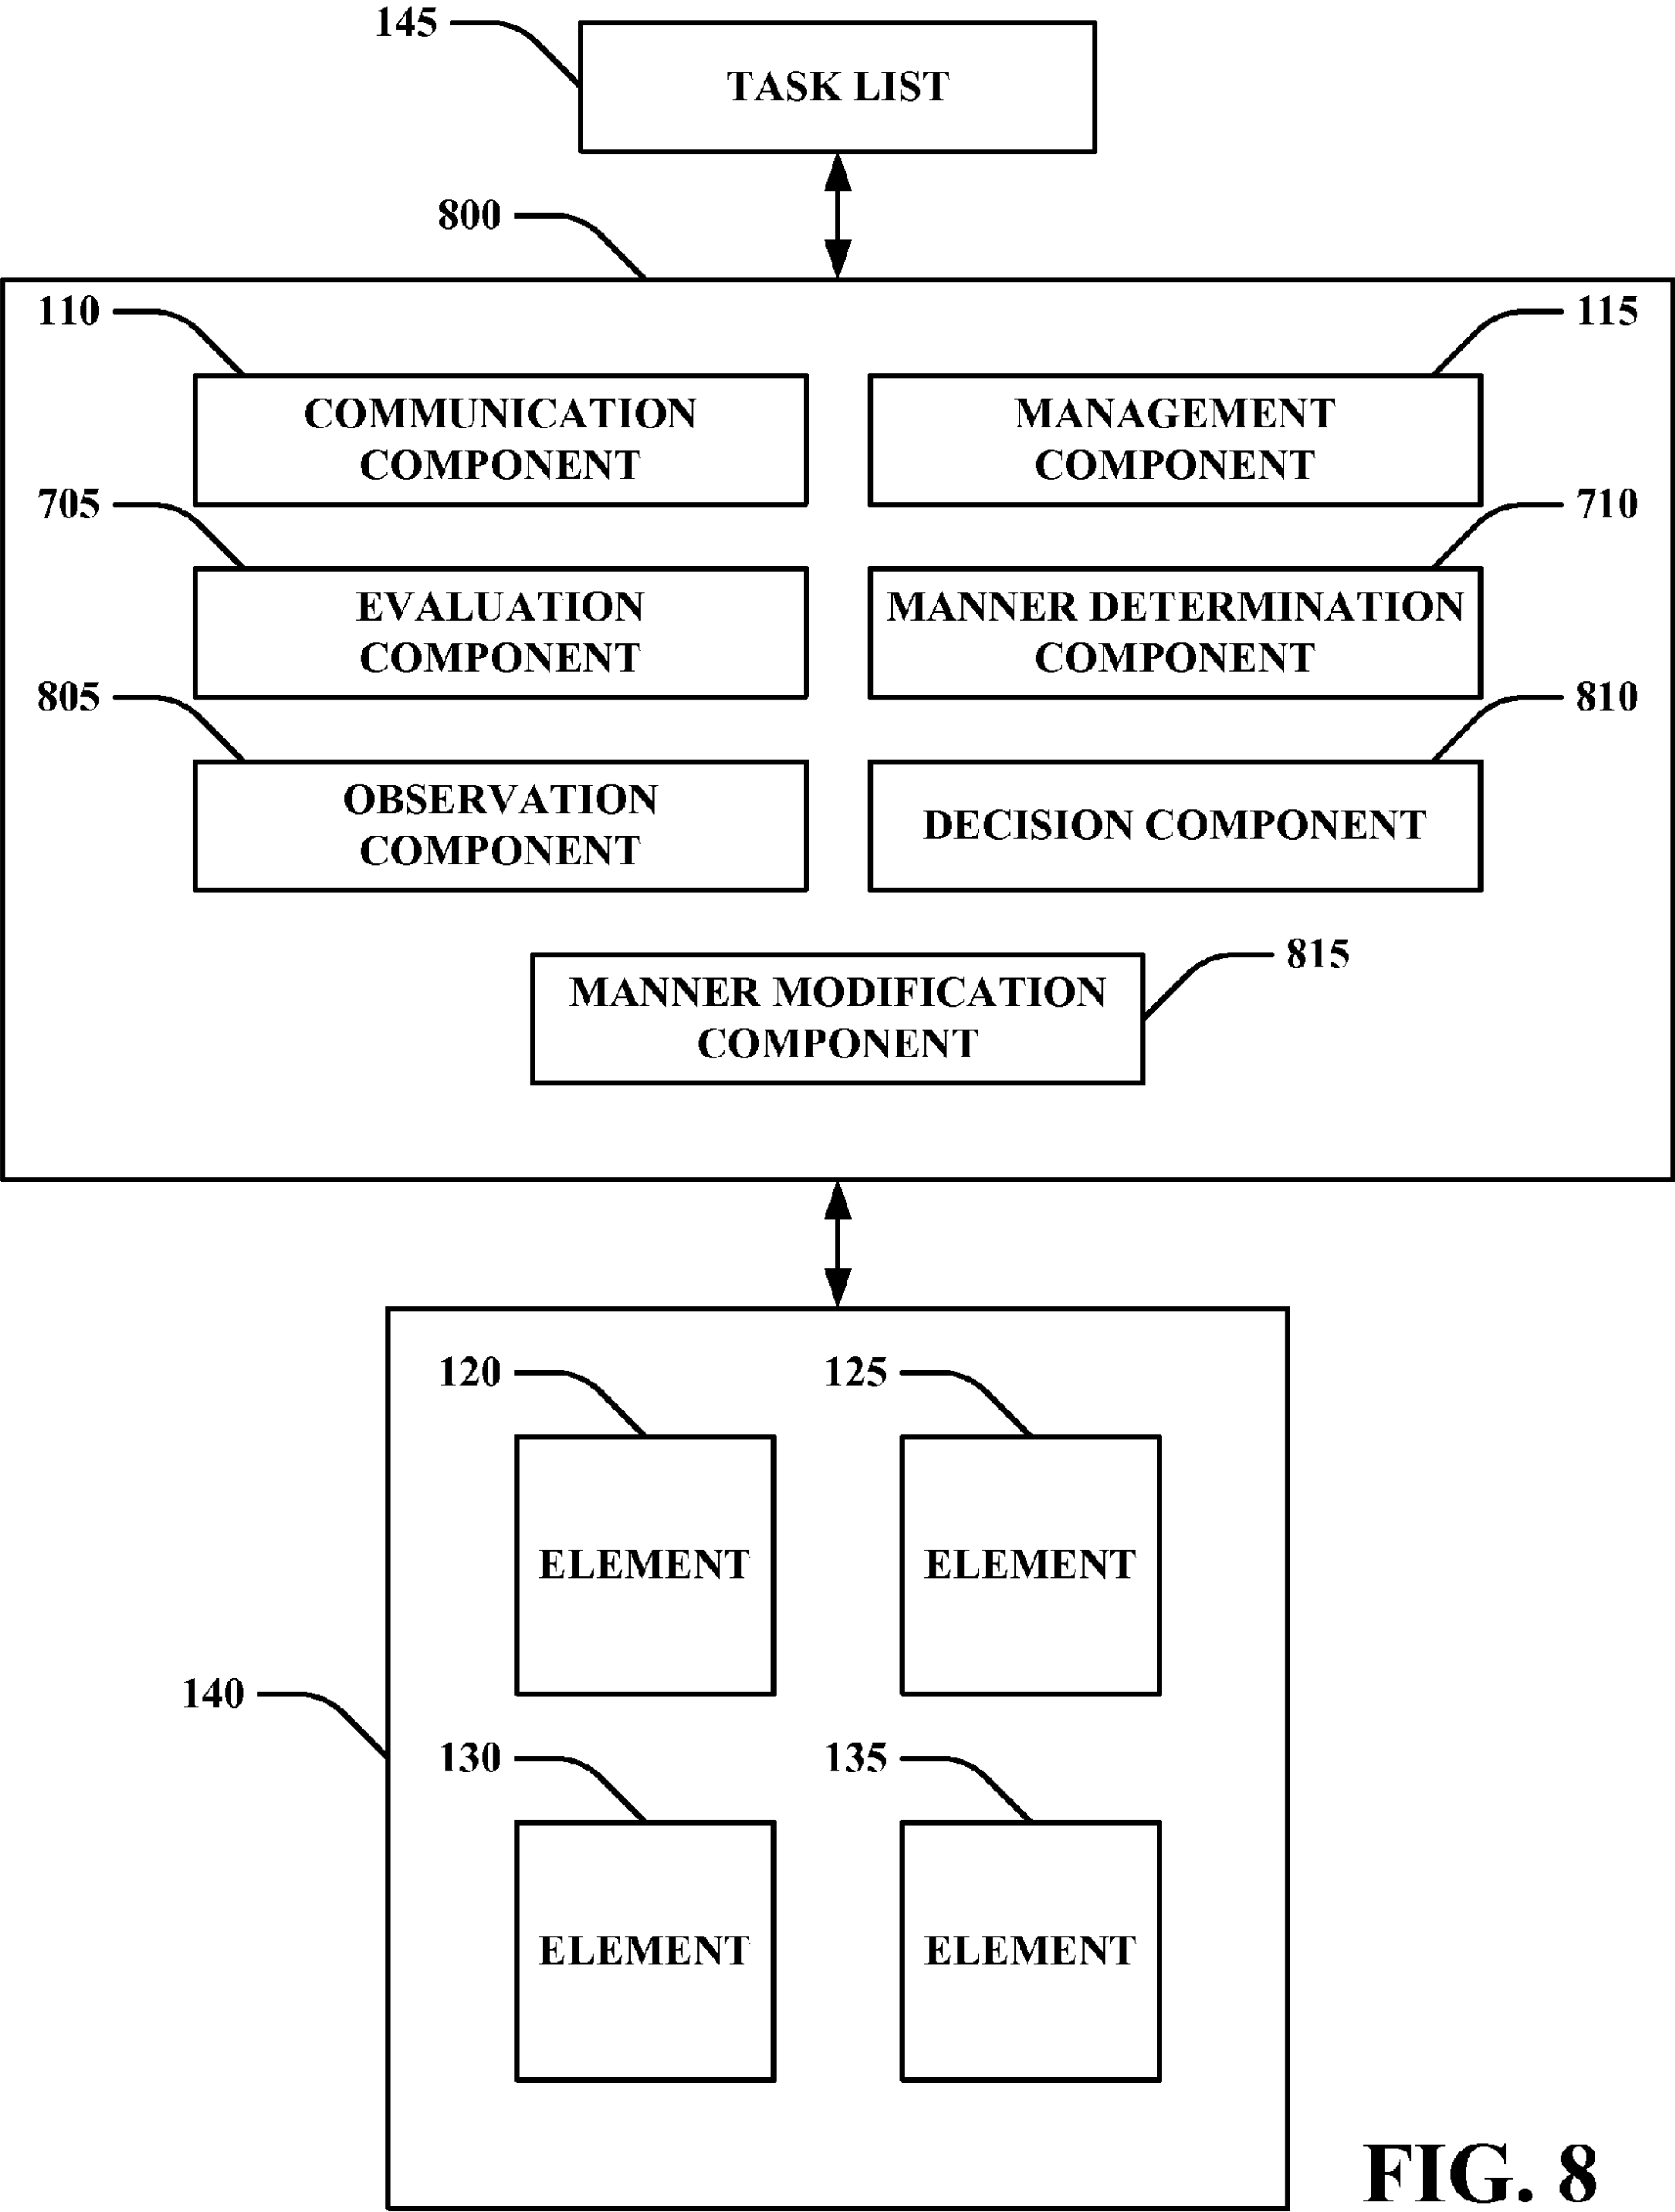 145
TASK LIST
800
110
115
COMMUNICATION
COMPONENT
MANAGEMENT
COMPONENT
705
710
EVALUATION
COMPONENT
MANNER DETERMINATION
COMPONENT
805
810
OBSERVATION
COMPONENT
DECISION COMPONENT
815
MANNER MODIFICATION
COMPONENT
120
125
ELEMENT
ELEMENT
140
130
135
ELEMENT
ELEMENT
FIG. 8